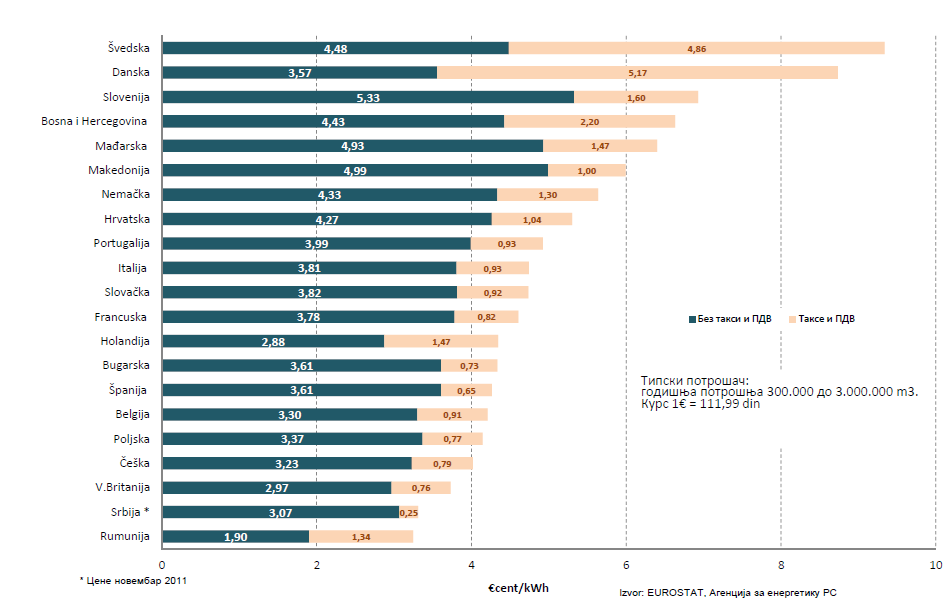 Švedska 4,48 4,86
Danska 3,57 5,17
Slovenija 5,33 1,60
Bosna i Hercegovina 4,43 2,20
Mađarska 4,93 1,47
Makedonija 4,99 1,00
Nemačka 4,33 1,30
Hrvatska 4,27 1,04
Portugalija 3,99 0,93
Italija 3,81 0,93
Slovačka 3,82 0,92
Francuska 3,78 0,82
Holandija 2,88 1,47
Bugarska 3,61 0,73
Španija 3,61 0,65
Belgija 3,30 0,91
Poljska 3,37 0,77
Češka 3,23 0,79
V.Britanija 2,97 0,76
Srbija * 3,07 0,25
Rumunija 1,90 1,34
Без такси и ПДВ Таксе и ПДВ
Типски потрошач:
годишња потрошња 300.000 до 3.000.000 m3.
Курс 1€ = 111,99 din
0 2 4 6 8 10
* Цене новембар 2011
€cent/kWh
Izvor: EUROSTAT, Агенција за енергетику РС